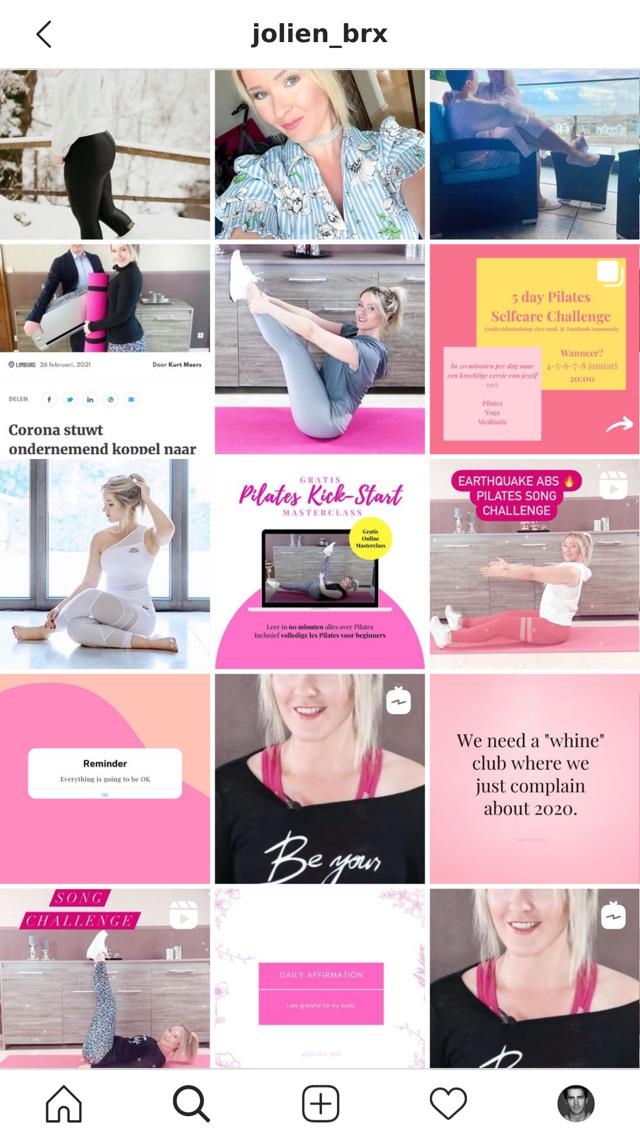 jolien_brx
LIMBURG 26 februari, 2021 Door Kurt Meers
DELEN
Corona stuwt
ondernemend koppel naar
5 day Pilates
Selfcare Challenge
Gratis videotraining via e-mail & Facebook community
Wanneer?
4-5-6-7-8 januari
20:00
In 20 minuten per dag naar
een krachtige versie van jezelf
met
Pilates
Yoga
Meditatie
GRATIS
Pilates Kick-Start
MASTERCLASS
Gratis
Online
Masterclass
Leer in 60 minuten alles over Pilates
Inclusief volledige les Pilates voor beginners
EARTHQUAKE ABS 🔥
PILATES SONG
CHALLENGE
Reminder
Everything is going to be OK
OK
Be your
We need a "whine"
club where we
just complain
about 2020.
SONG
CHALLENGE
DAILY AFFIRMATION
I am grateful for my body